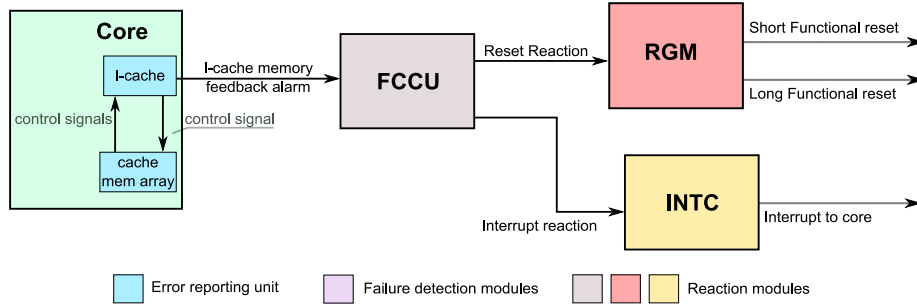 Core
I-cache
control signals
control signal
cache
mem array
I-cache memory
feedback alarm
FCCU
Reset Reaction
Interrupt reaction
RGM
Short Functional reset
Long Functional reset
INTC
Interrupt to core
Error reporting unit
Failure detection modules
Reaction modules